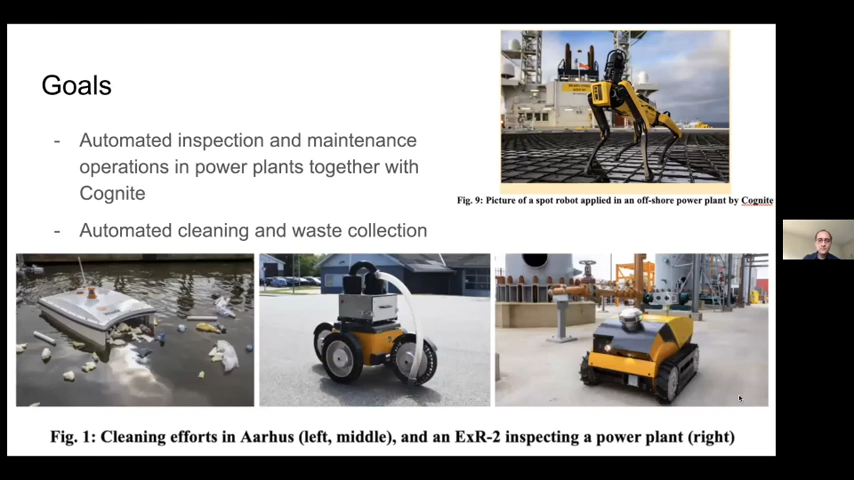 Goals
- Automated inspection and maintenance
operations in power plants together with
Cognite
- Automated cleaning and waste collection
Fig. 9: Picture of a spot robot applied in an off-shore power plant by Cognite
Fig. 1: Cleaning efforts in Aarhus (left, middle), and an ExR-2 inspecting a power plant (right)